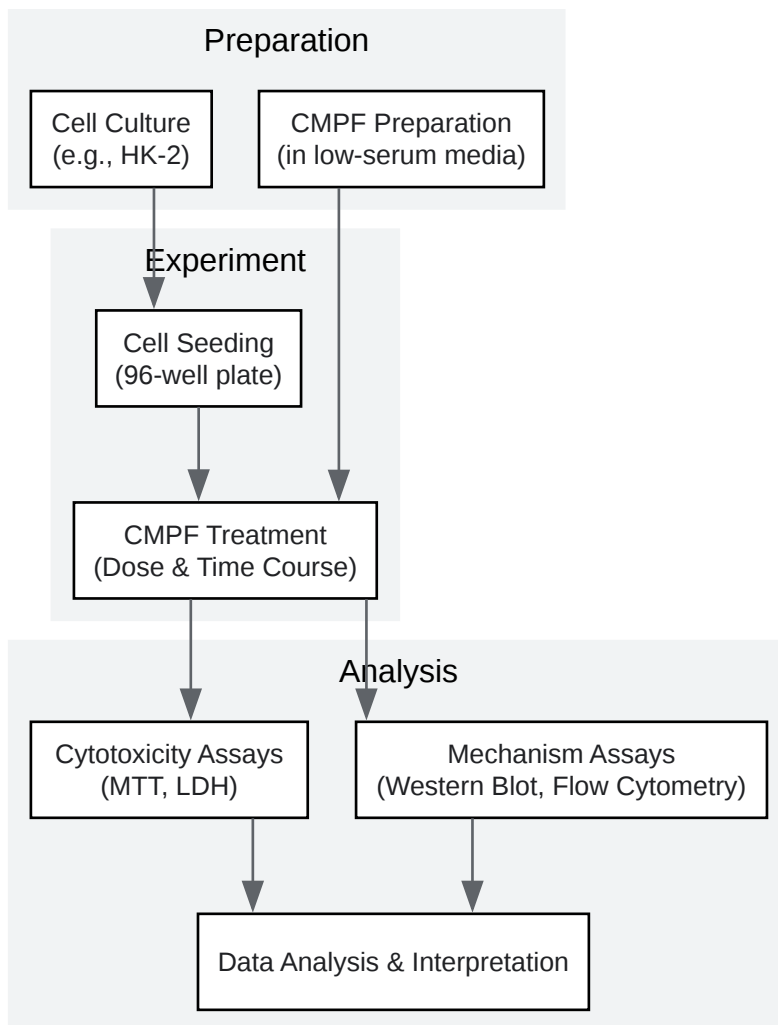 Preparation
Cell Culture
(e.g., HK-2)
CMPF Preparation
(in low-serum media)
Experiment
Cell Seeding
(96-well plate)
CMPF Treatment
(Dose & Time Course)
Analysis
Cytotoxicity Assays
(MTT, LDH)
Mechanism Assays
(Western Blot, Flow Cytometry)
Data Analysis & Interpretation